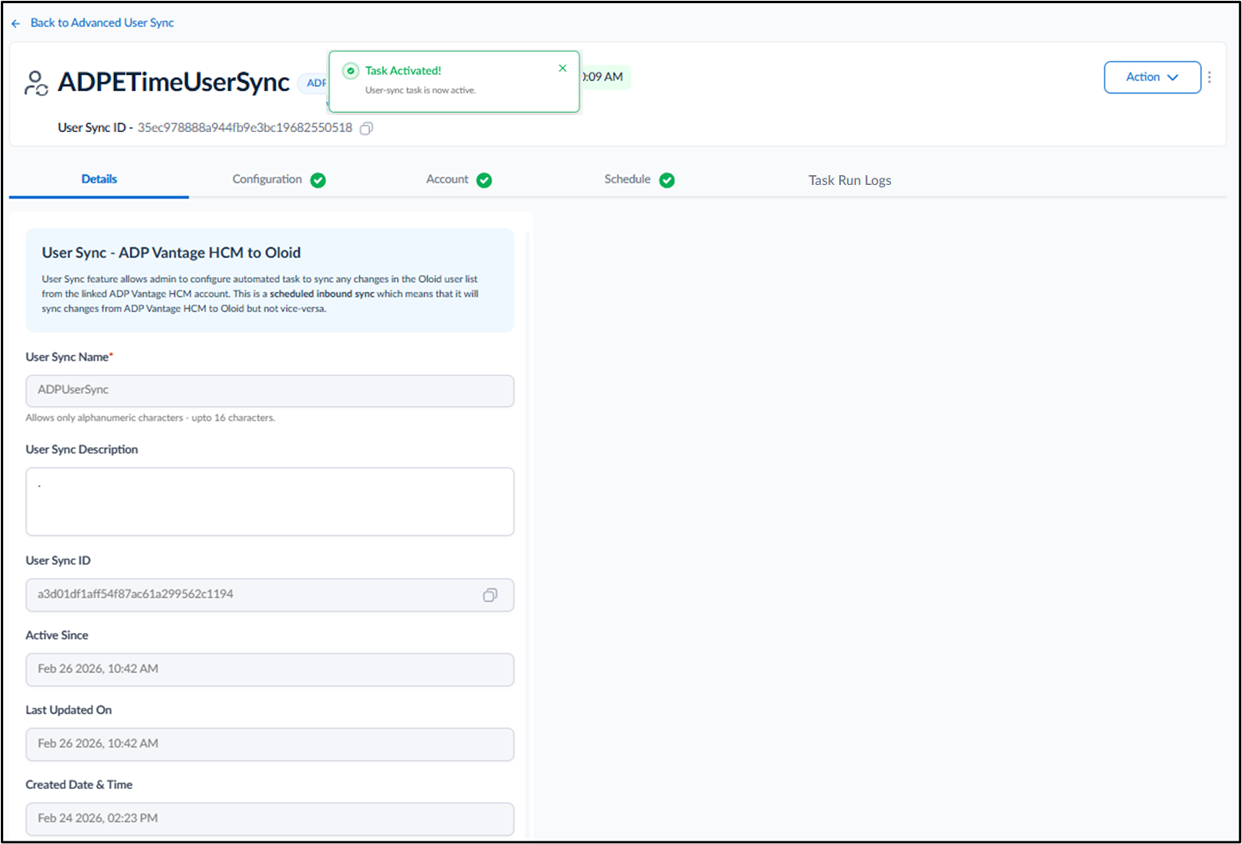 Back to Advanced User Sync
ADPETimeUserSync
Task Activated!
User-sync task is now active.
Action
User Sync ID - 35ec978888a944fb9e3bc19682550518
Details Configuration Account Schedule Task Run Logs
User Sync - ADP Vantage HCM to Oloid
User Sync feature allows admin to configure automated task to sync any changes in the Oloid user list
from the linked ADP Vantage HCM account. This is a scheduled inbound sync which means that it will
sync changes from ADP Vantage HCM to Oloid but not vice-versa.
User Sync Name*
ADPUserSync
Allows only alphanumeric characters - upto 16 characters.
User Sync Description
.
User Sync ID
a3d01df1aff54f87ac61a299562c1194
Active Since
Feb 26 2026, 10:42 AM
Last Updated On
Feb 26 2026, 10:42 AM
Created Date & Time
Feb 24 2026, 02:23 PM